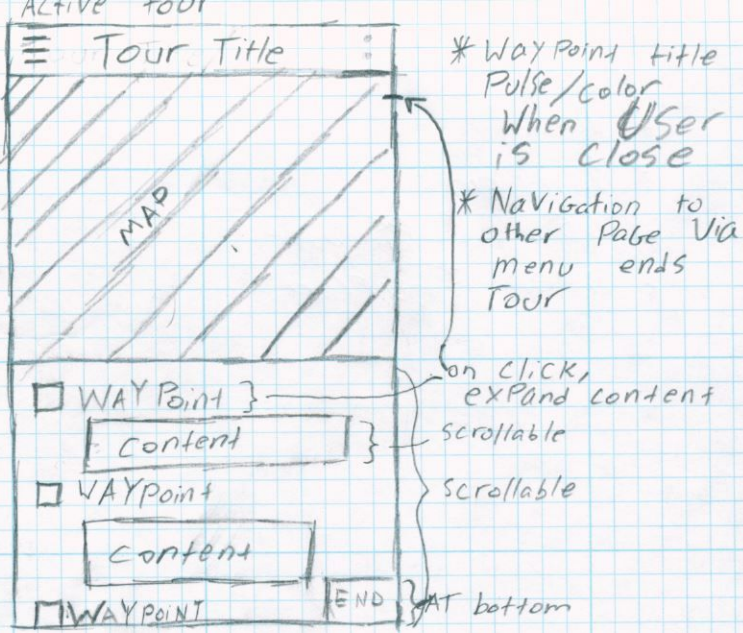 Active tour
Tour Title
* WayPoint title
Pulse/color
When User
is close
MAP
* Navigation to
other Page Via
menu ends
Tour
on click,
expand content
WAYPoint
content
scrollable
WAYPoint
scrollable
content
END
AT bottom
WAYPOINT